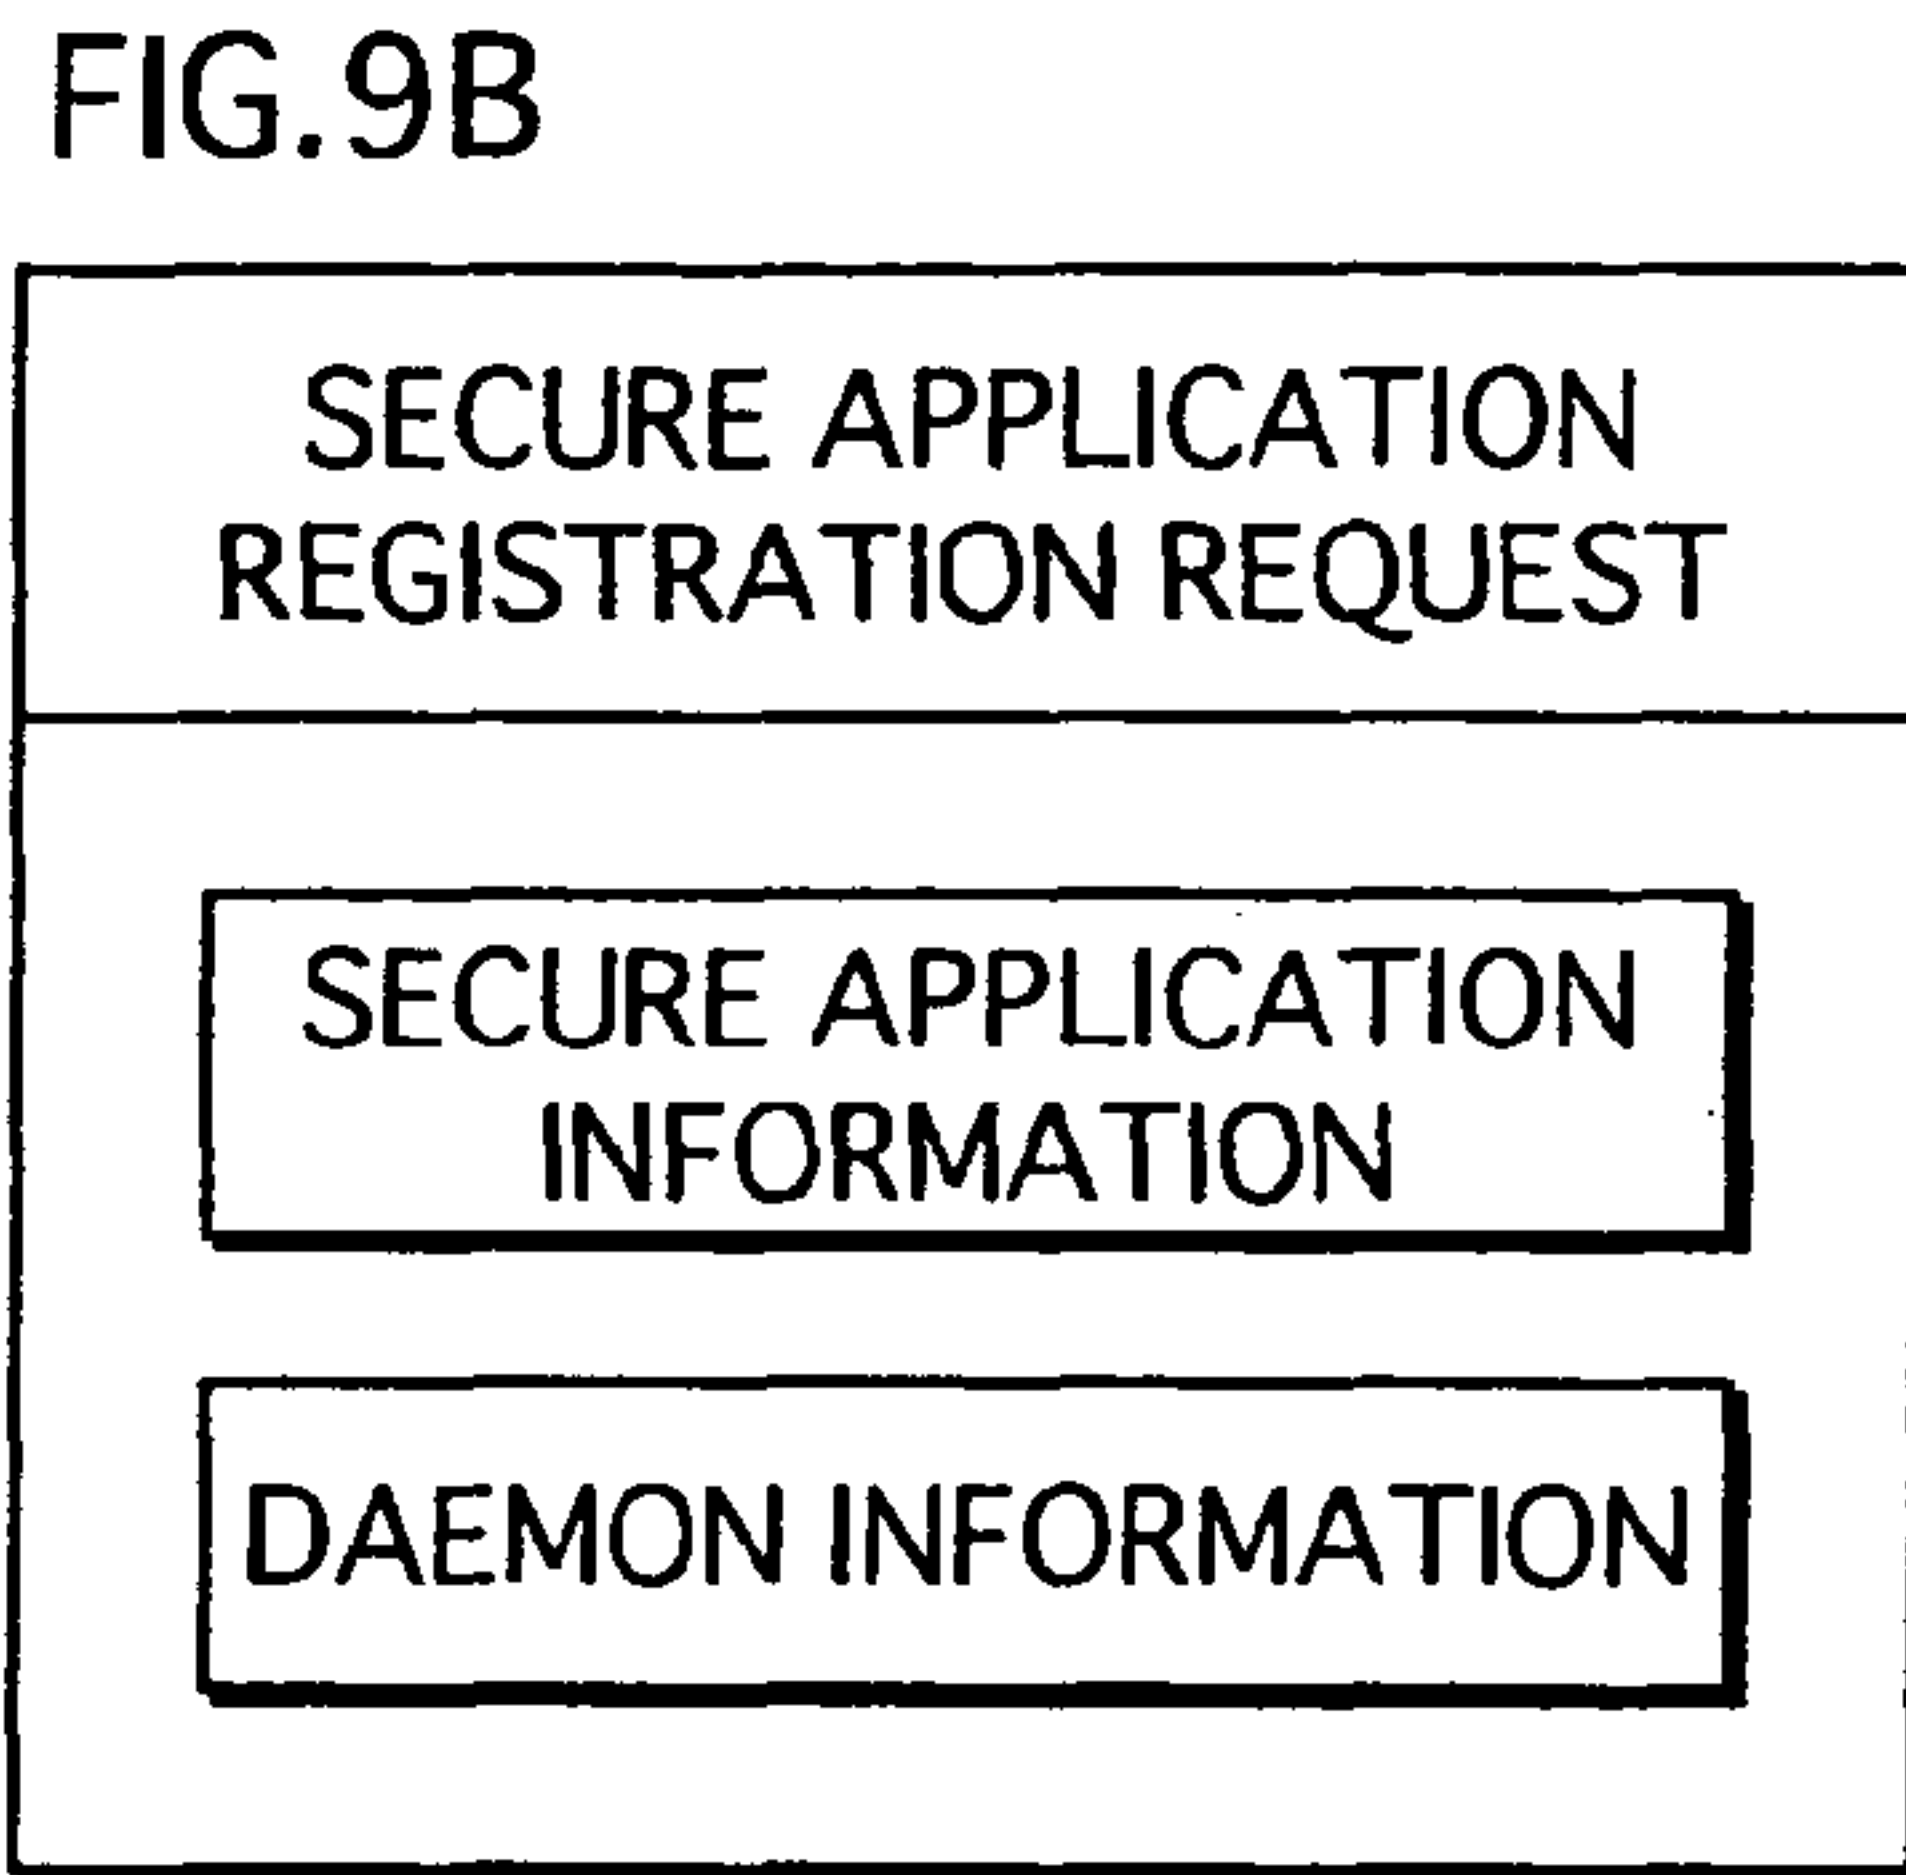 FIG.9B
SECURE APPLICATION
REGISTRATION REQUEST
SECURE APPLICATION
INFORMATION
DAEMON INFORMATION